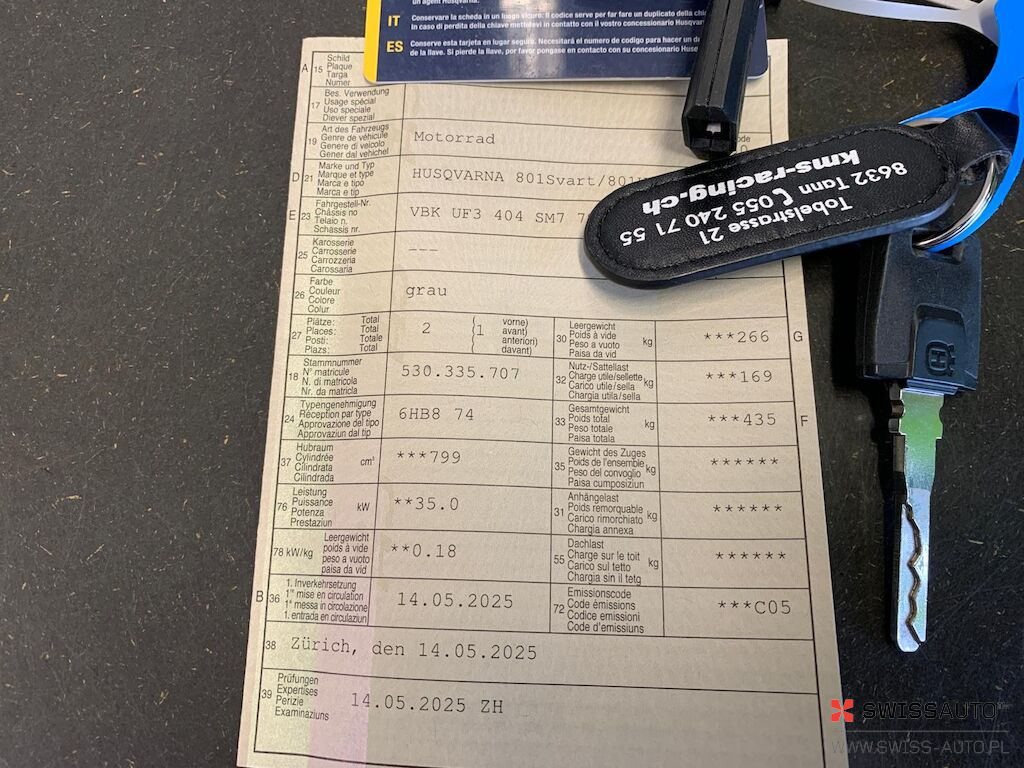 un agent Husqvarna.
IT Conservare la scheda in un luogo sicuro. Il codice serve per far fare un duplicato della
in caso di perdita della chiave mettetevi in contatto con il vostro concessionario
ES Conserve esta tarjeta en lugar seguro. Necesitará el numero de codigo para hacer un
de la llave. Si pierde la llave, por favor pongase en contacto con su concesionario
A 15 Schild
Plaque
Targa
Numer
17 Bes. Verwendung
Usage spécial
Uso speciale
Diever spezial
19 Art des Fahrzeugs
Genre de véhicule
Genere di veicolo
Gener dal vehichel
Motorrad
D 21 Marke und Typ
Marque et type
Marca e tipo
Marca e tip
HUSQVARNA 801Svart/801
E 23 Fahrgestell-Nr.
Châssis no
Telaio n.
Schassis nr.
VBK UF3 404 SM7
25 Karosserie
Carrosserie
Carrozzeria
Carossaria
---
26 Farbe
Couleur
Colore
Colur
grau
27 Plätze: Total
Places: Total
Posti: Totale
Plazs: Total
2 (1 vorne)
avant)
anteriori)
davant)
30 Leergewicht
Poids à vide
Peso a vuoto
Paisa da vid
kg ***266 G
18 Stammnummer
N° matricule
N. di matricola
Nr. da matricla
530.335.707
32 Nutz-/Sattellast
Charge utile/sellette
Carico utile/sella
Chargia utila/sella
kg ***169
24 Typengenehmigung
Réception par type
Approvazione del tipo
Approvaziun dal tip
6HB8 74
33 Gesamtgewicht
Poids total
Peso totale
Paisa totala
kg ***435 F
37 Hubraum
Cylindrée
Cilindrata
Cilindrada
cm³ ***799
35 Gewicht des Zuges
Poids de l'ensemble
Peso del convoglio
Paisa cumposiziun
kg ******
76 Leistung
Puissance
Potenza
Prestaziun
kW **35.0
31 Anhängelast
Poids remorquable
Carico rimorchiato
Chargia annexa
kg ******
78 kW/kg Leergewicht
poids à vide
peso a vuoto
paisa da vid
**0.18
55 Dachlast
Charge sur le toit
Carico sul tetto
Chargia sin il tetg
kg ******
B 36 1. Inverkehrsetzung
1re mise en circulation
1a messa in circolazione
1. entrada en circulaziun
14.05.2025
72 Emissionscode
Code émissions
Codice emissioni
Code d'emissiuns
***C05
38 Zürich, den 14.05.2025
39 Prüfungen
Expertises
Perizie
Examinaziuns
14.05.2025 ZH
kms-racing.ch
8632 Tann 055 240 71 55
Tobelstrasse 21
SWISSAUTO
WWW.SWISS-AUTO.PL